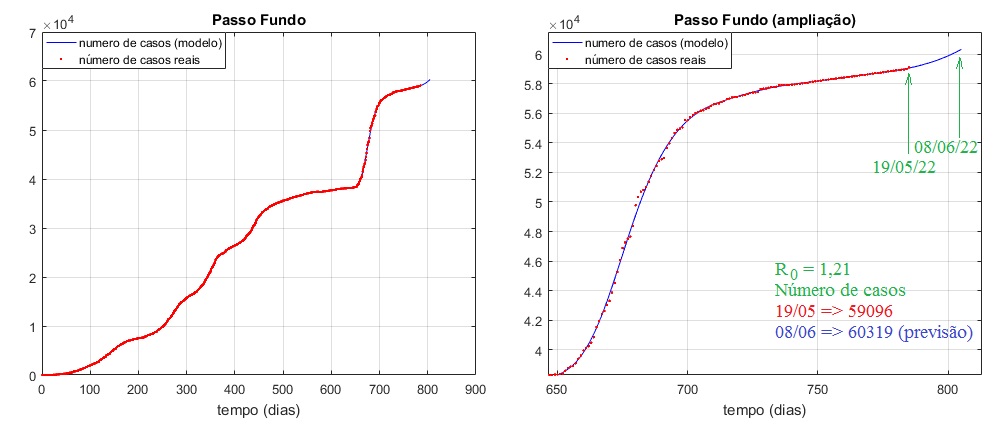 Passo Fundo
×10⁴
numero de casos (modelo)
número de casos reais
7
6
5
4
3
2
1
0
0 100 200 300 400 500 600 700 800 900
tempo (dias)
Passo Fundo (ampliação)
×10⁴
numero de casos (modelo)
número de casos reais
6
5.8
5.6
5.4
5.2
5
4.8
4.6
4.4
4.2
4
08/06/22
19/05/22
R₀ = 1,21
Número de casos
19/05 => 59096
08/06 => 60319 (previsão)
650 700 750 800
tempo (dias)